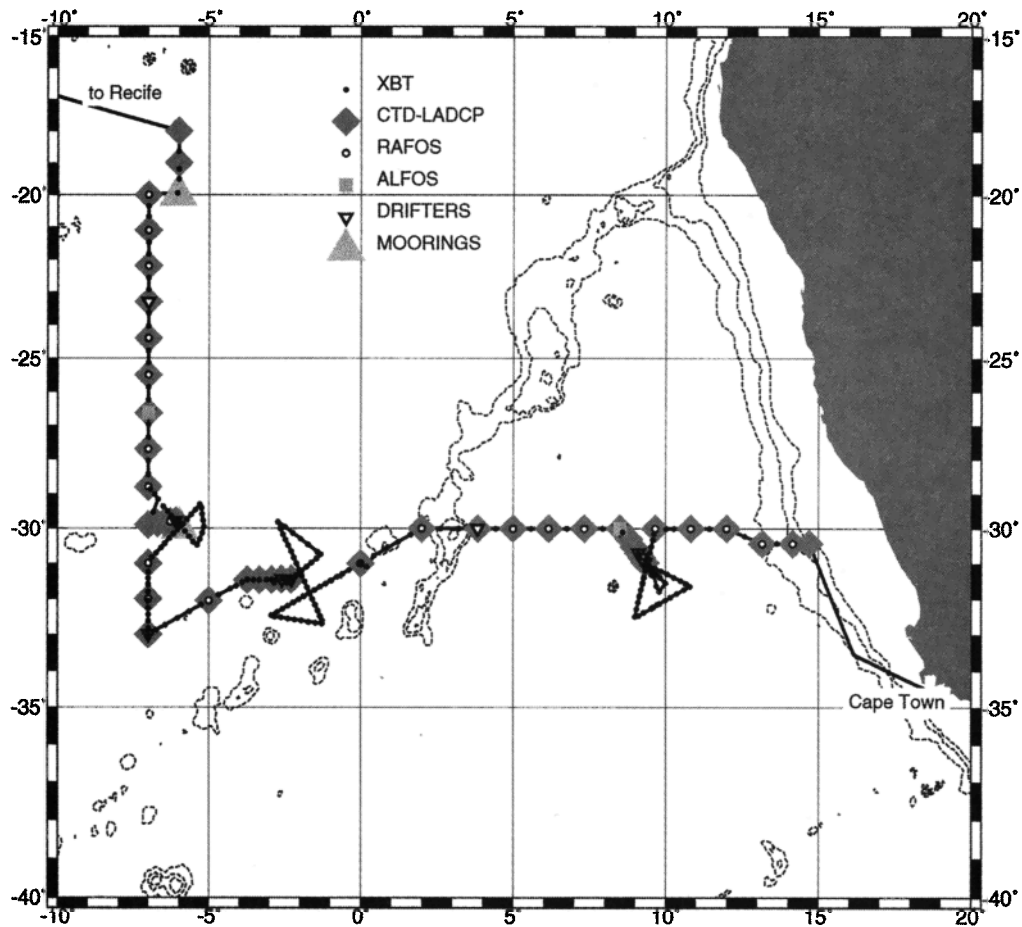 -10° -5° 0° 5° 10° 15° 20°
-15° 15°
to Recife
XBT
CTD-LADCP
RAFOS
ALFOS
DRIFTERS
MOORINGS
-20° -20°
-25° -25°
-30° -30°
-35° -35°
Cape Town
-40° 40°
-10° -5° 0° 5° 10° 15° 20°